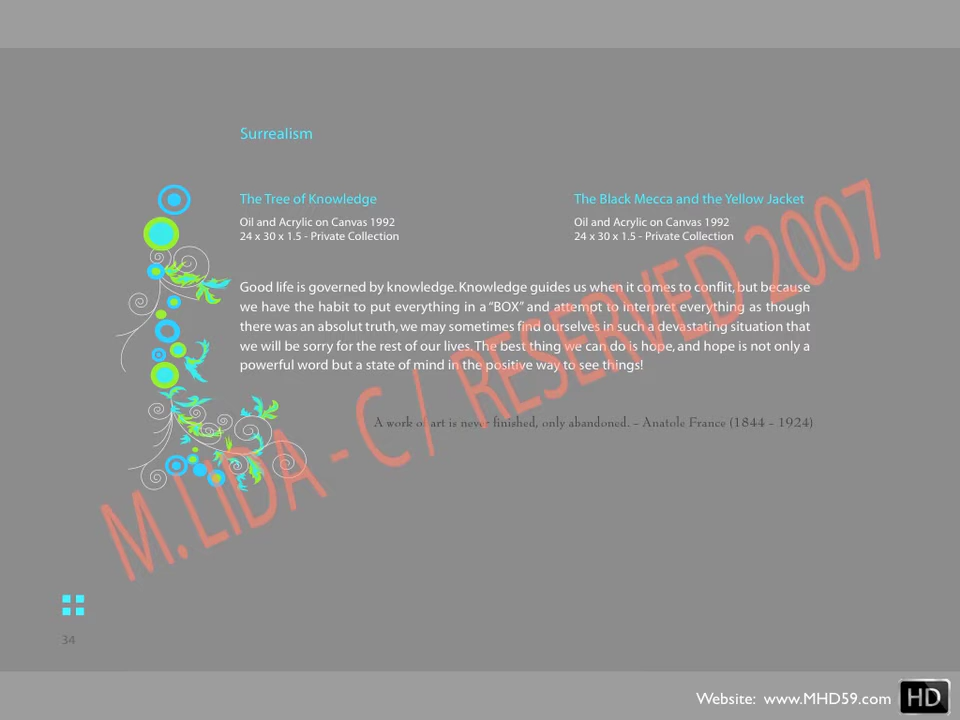 Surrealism
The Tree of Knowledge
Oil and Acrylic on Canvas 1992
24 x 30 x 1.5 - Private Collection
The Black Mecca and the Yellow Jacket
Oil and Acrylic on Canvas 1992
24 x 30 x 1.5 - Private Collection
Good life is governed by knowledge. Knowledge guides us when it comes to conflit, but because
we have the habit to put everything in a “BOX” and attempt to interpret everything as though
there was an absolut truth, we may sometimes find ourselves in such a devastating situation that
we will be sorry for the rest of our lives. The best thing we can do is hope, and hope is not only a
powerful word but a state of mind in the positive way to see things!
A work of art is never finished, only abandoned. – Anatole France (1844 - 1924)
M. LIDA - C / RESERVED 2007
34
Website: www.MHD59.com
HD